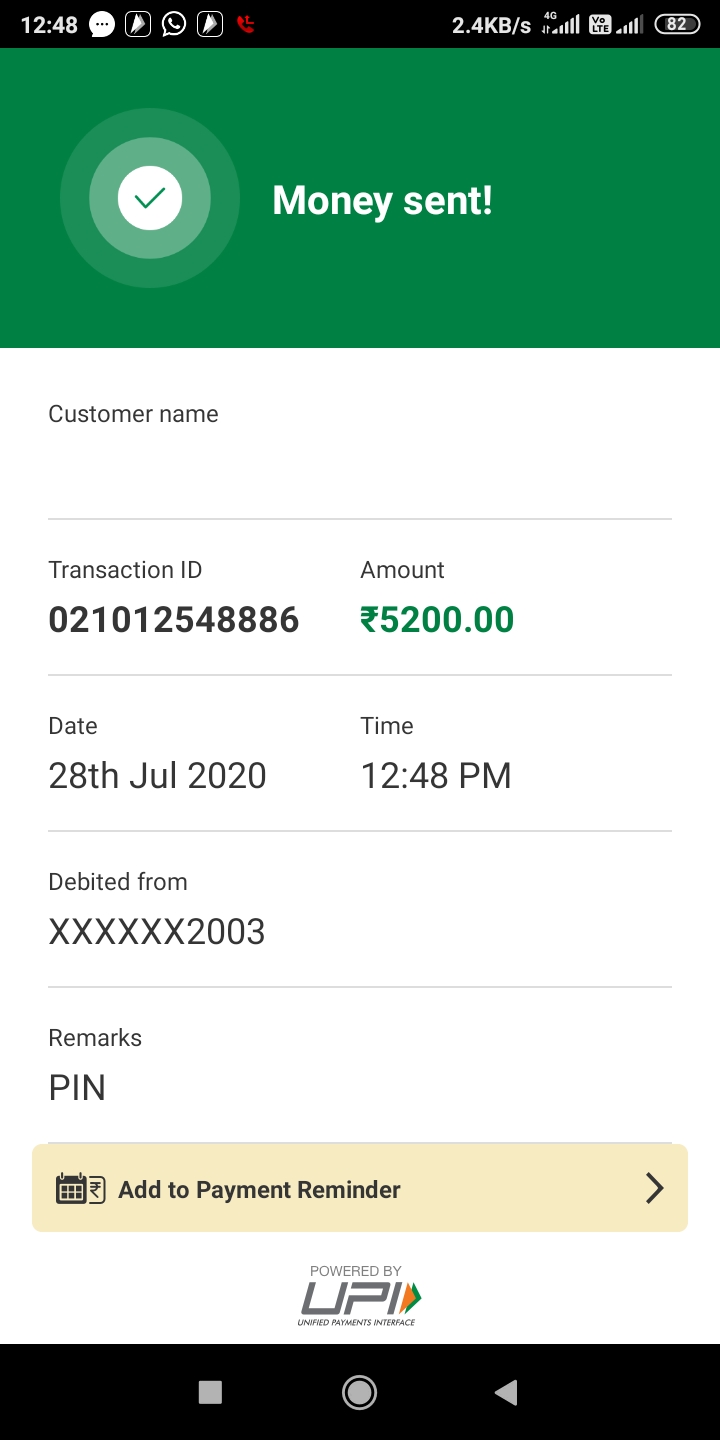 12:48 2.4KB/s 4G Vo LTE 82
Money sent!
Customer name
Transaction ID Amount
021012548886 ₹5200.00
Date Time
28th Jul 2020 12:48 PM
Debited from
XXXXXX2003
Remarks
PIN
Add to Payment Reminder
POWERED BY
UPI
UNIFIED PAYMENTS INTERFACE